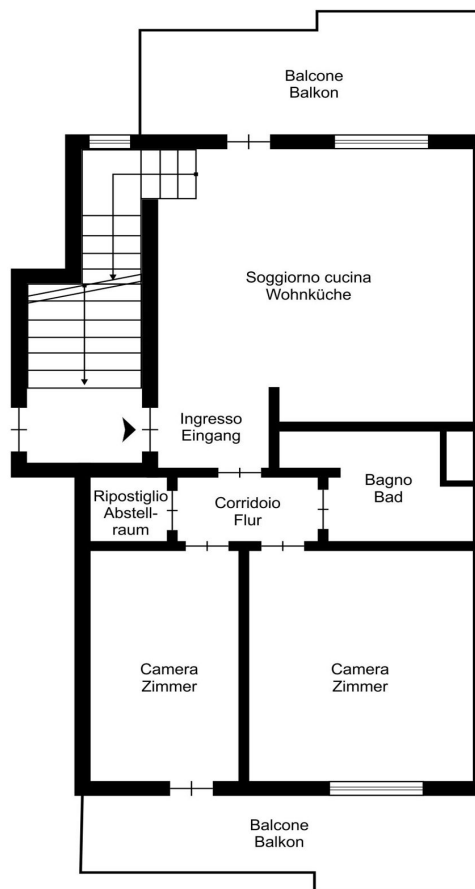 Balcone
Balkon
Soggiorno cucina
Wohnküche
Ingresso
Eingang
Bagno
Bad
Ripostiglio
Abstell-
raum
Corridoio
Flur
Camera
Zimmer
Camera
Zimmer
Balcone
Balkon